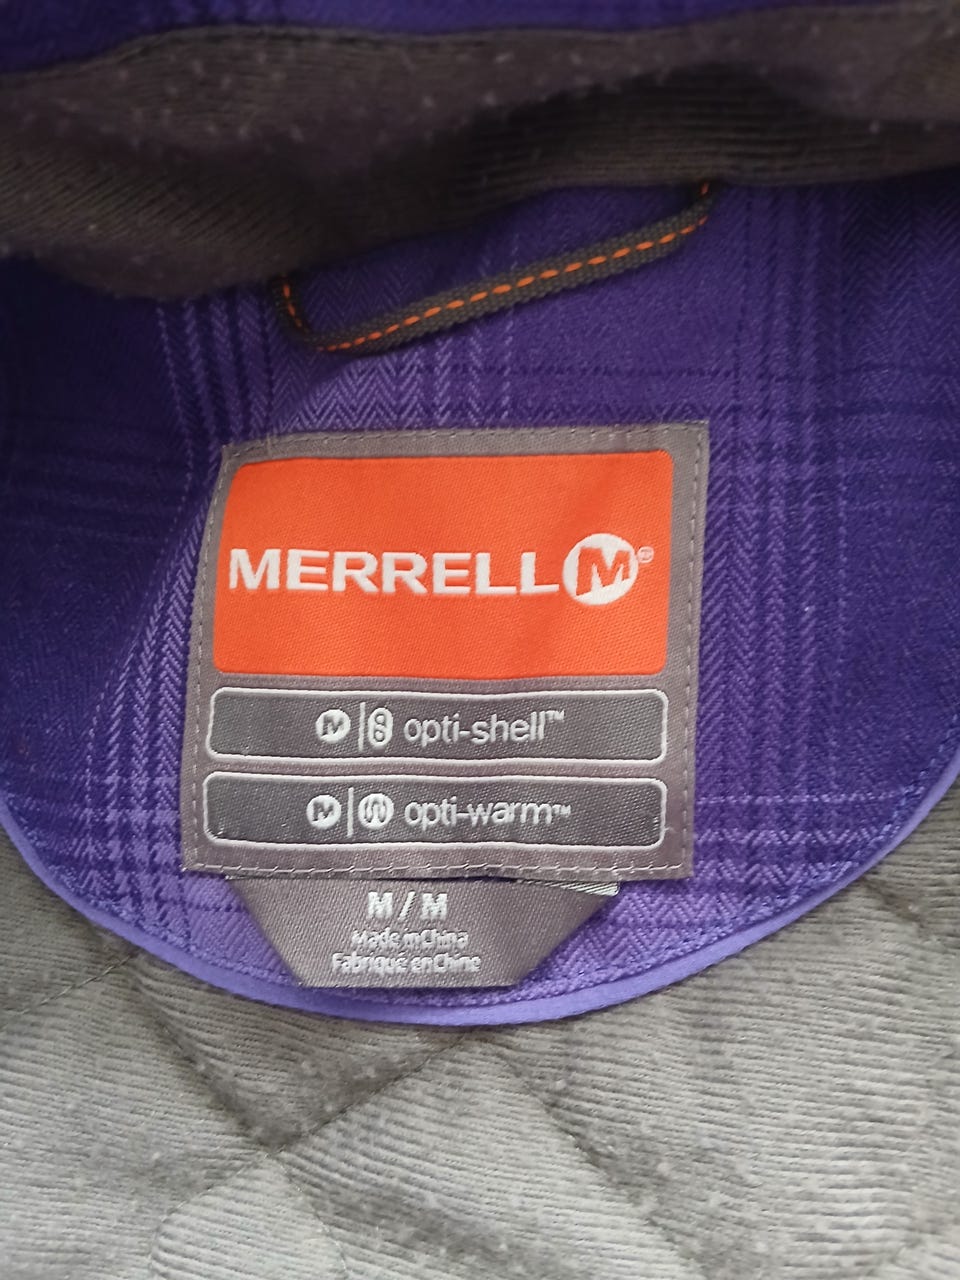 MERRELL M®
M opti-shell™
M opti-warm™
M / M
Made in China
Fabriqué en Chine